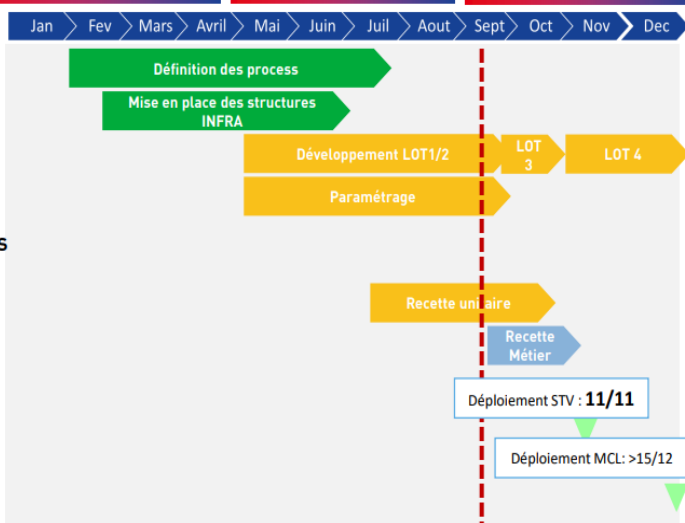 Jan Fev Mars Avril Mai Juin Juil Aout Sept Oct Nov Dec
Définition des process
Mise en place des structures
INFRA
Développement LOT1/2
LOT
3
LOT 4
Paramétrage
s
Recette unitaire
Recette
Métier
Déploiement STV : 11/11
Déploiement MCL: >15/12